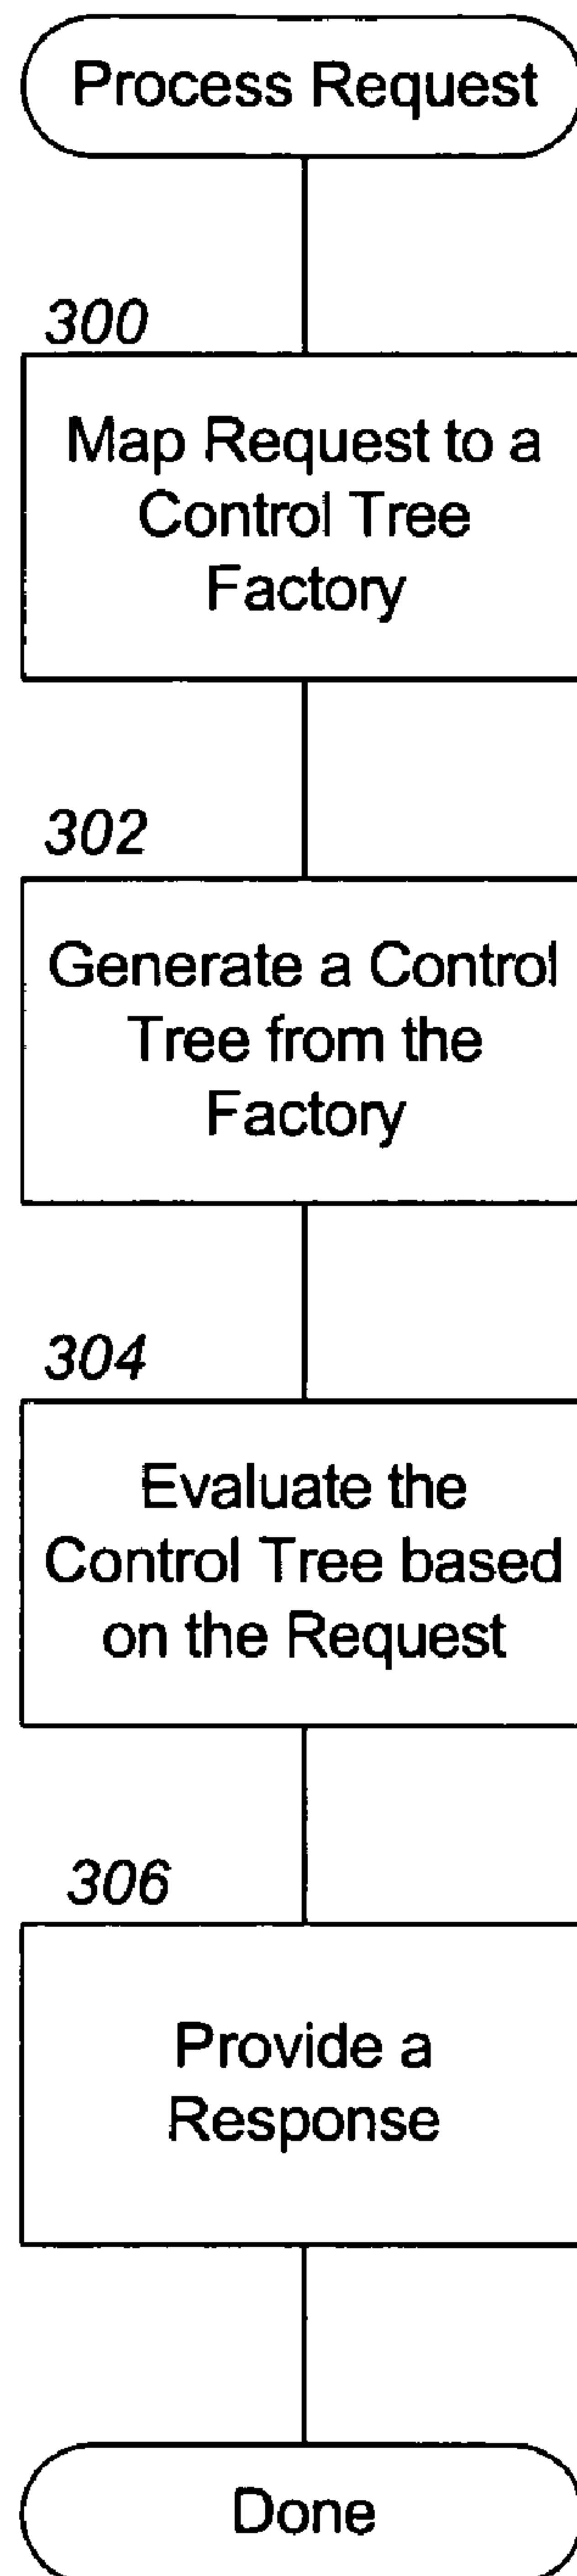 Process Request
300
Map Request to a
Control Tree
Factory
302
Generate a Control
Tree from the
Factory
304
Evaluate the
Control Tree based
on the Request
306
Provide a
Response
Done